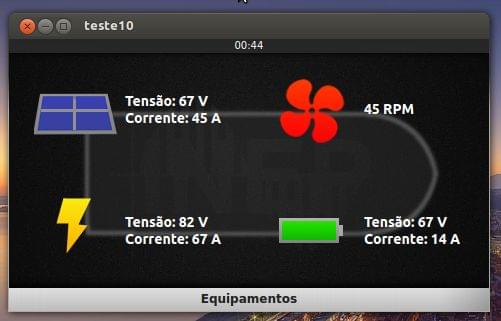 teste10
00:44
Tensão: 67 V
Corrente: 45 A
45 RPM
Tensão: 82 V
Corrente: 67 A
Tensão: 67 V
Corrente: 14 A
Equipamentos